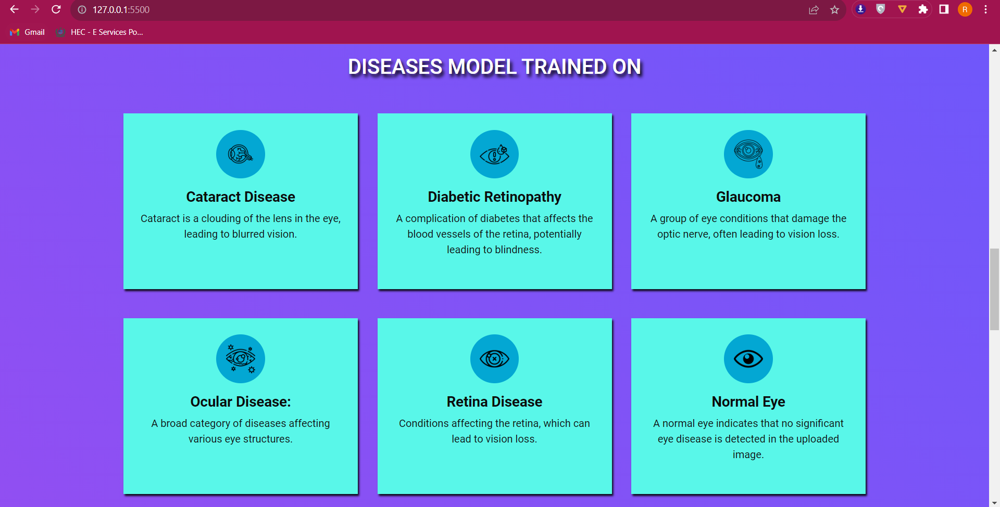 127.0.0.1:5500
R
Gmail
HEC - E Services Po...
DISEASES MODEL TRAINED ON
Cataract Disease
Cataract is a clouding of the lens in the eye,
leading to blurred vision.
Diabetic Retinopathy
A complication of diabetes that affects the
blood vessels of the retina, potentially
leading to blindness.
Glaucoma
A group of eye conditions that damage the
optic nerve, often leading to vision loss.
Ocular Disease:
A broad category of diseases affecting
various eye structures.
Retina Disease
Conditions affecting the retina, which can
lead to vision loss.
Normal Eye
A normal eye indicates that no significant
eye disease is detected in the uploaded
image.